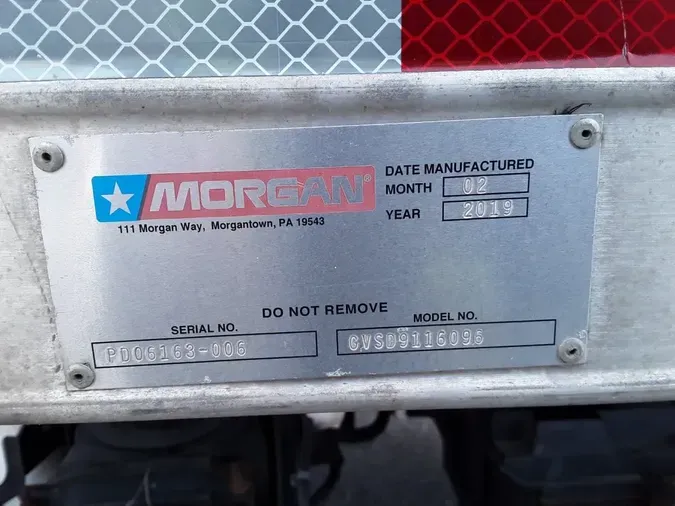 MORGAN®
111 Morgan Way, Morgantown, PA 19543
DATE MANUFACTURED
MONTH 02
YEAR 2019
DO NOT REMOVE
SERIAL NO.
PD06163-006
MODEL NO.
GVSD9116096